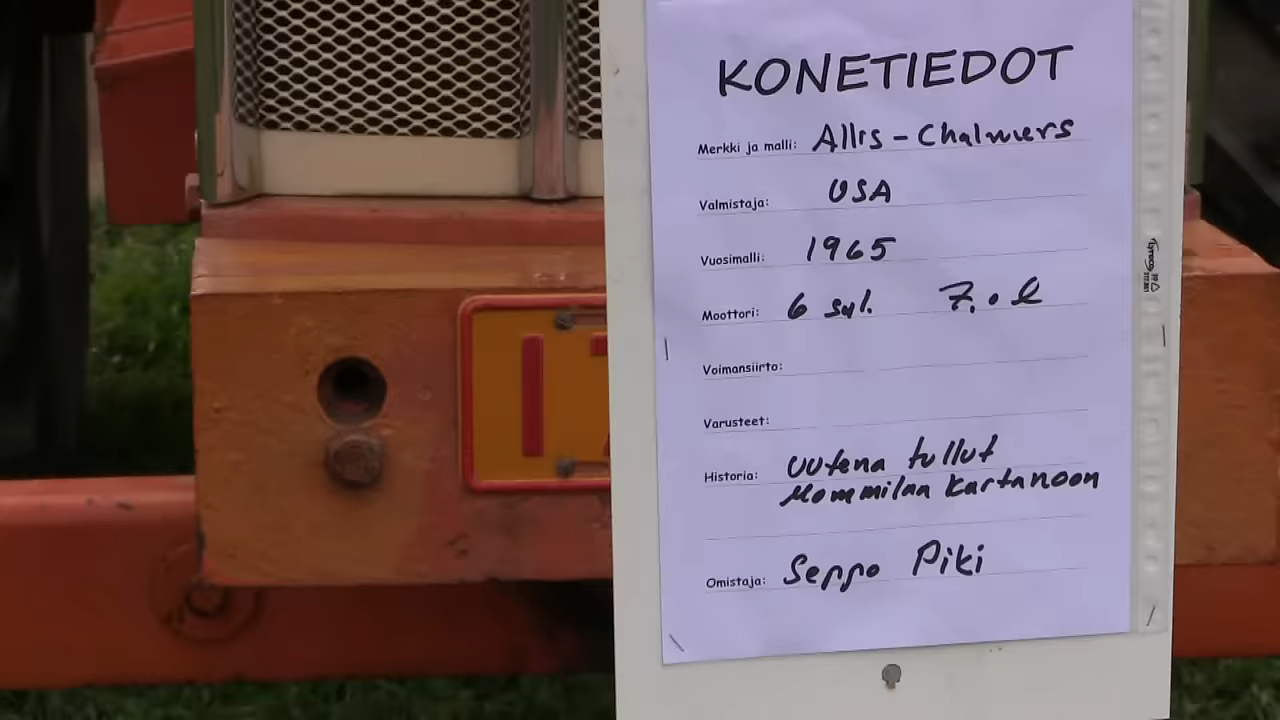 KONETIEDOT
Merkki ja malli: Allis-Chalmers
Valmistaja: USA
Vuosimalli: 1965
Moottori: 6 syl. 7.0 l
Voimansiirto:
Varusteet:
Historia: Uutena tullut
Mommilan kartanoon
Omistaja: Seppo Piki